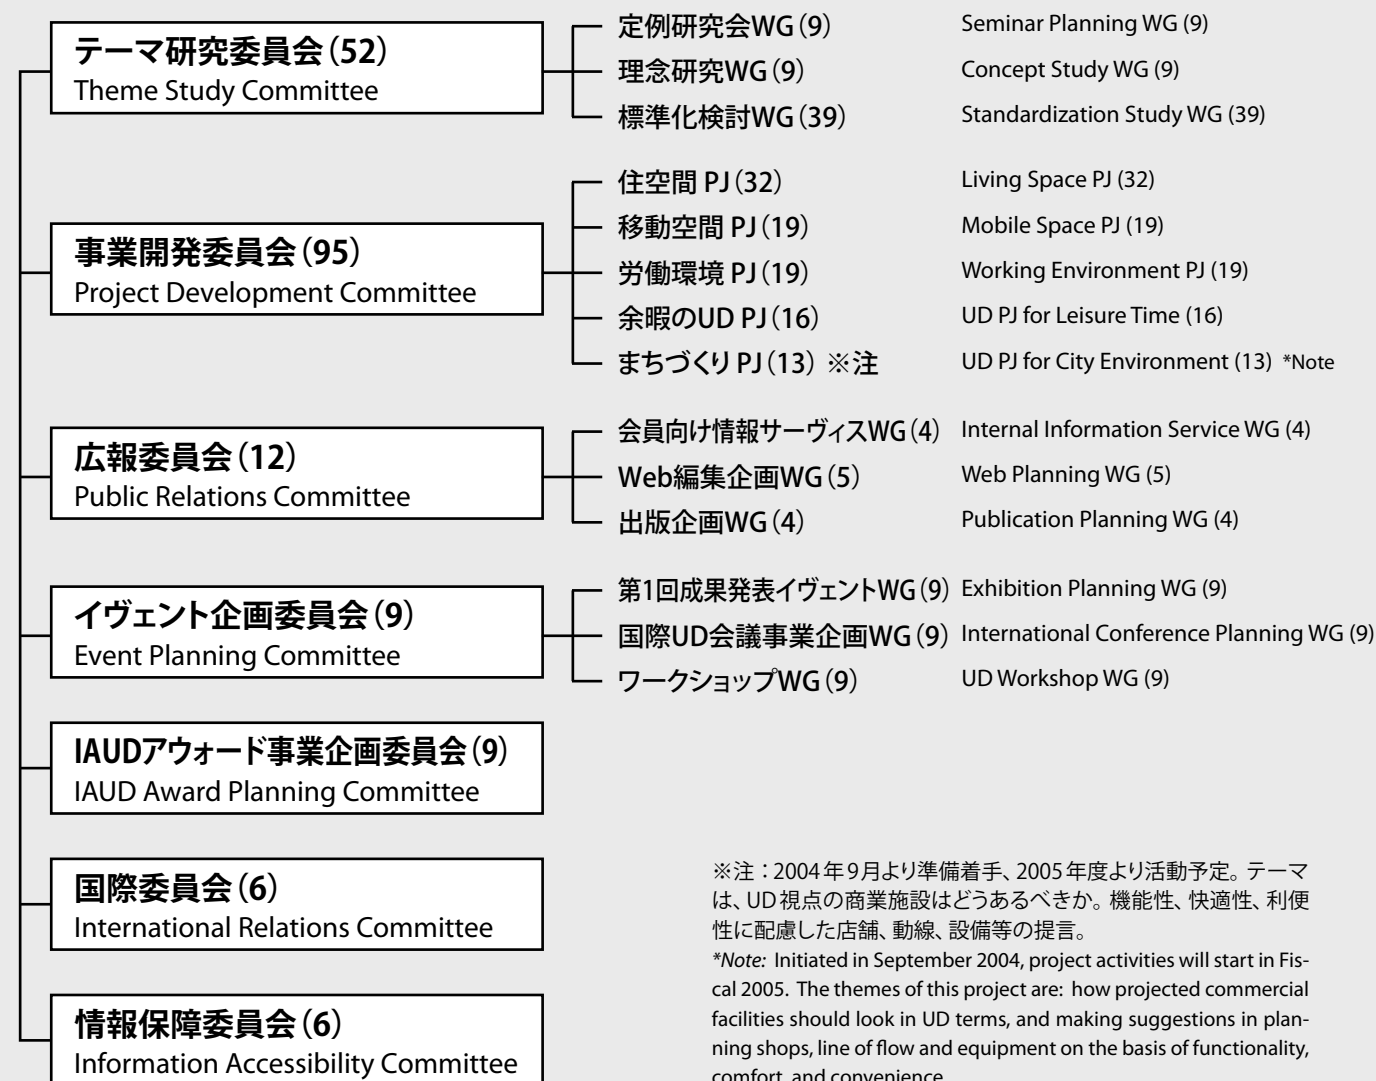 テーマ研究委員会（52）
Theme Study Committee
定例研究会WG（9） Seminar Planning WG (9)
理念研究WG（9） Concept Study WG (9)
標準化検討WG（39） Standardization Study WG (39)
事業開発委員会（95）
Project Development Committee
住空間 PJ（32） Living Space PJ (32)
移動空間 PJ（19） Mobile Space PJ (19)
労働環境 PJ（19） Working Environment PJ (19)
余暇のUD PJ（16） UD PJ for Leisure Time (16)
まちづくり PJ（13）※注 UD PJ for City Environment (13) *Note
広報委員会（12）
Public Relations Committee
会員向け情報サーヴィスWG（4） Internal Information Service WG (4)
Web編集企画WG（5） Web Planning WG (5)
出版企画WG（4） Publication Planning WG (4)
イヴェント企画委員会（9）
Event Planning Committee
第1回成果発表イヴェントWG（9） Exhibition Planning WG (9)
国際UD会議事業企画WG（9） International Conference Planning WG (9)
ワークショップWG（9） UD Workshop WG (9)
IAUDアウォード事業企画委員会（9）
IAUD Award Planning Committee
国際委員会（6）
International Relations Committee
情報保障委員会（6）
Information Accessibility Committee
※注：2004年9月より準備着手、2005年度より活動予定。テーマ
は、UD視点の商業施設はどうあるべきか。機能性、快適性、利便
性に配慮した店舗、動線、設備等の提言。
*Note: Initiated in September 2004, project activities will start in Fis-
cal 2005. The themes of this project are: how projected commercial
facilities should look in UD terms, and making suggestions in plan-
ning shops, line of flow and equipment on the basis of functionality,
comfort, and convenience.